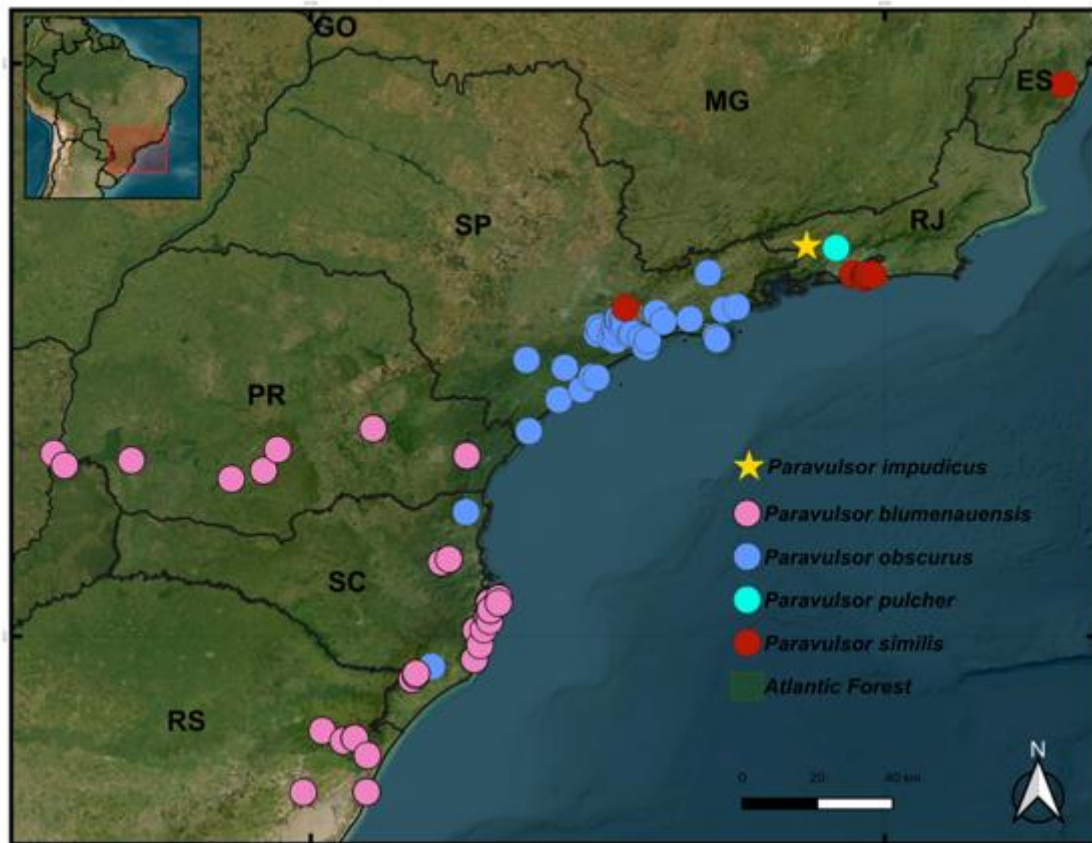 GO
MG
ES
SP
RJ
PR
SC
RS
Paravulsor impudicus
Paravulsor blumenauensis
Paravulsor obscurus
Paravulsor pulcher
Paravulsor similis
Atlantic Forest
N
0 20 40 km